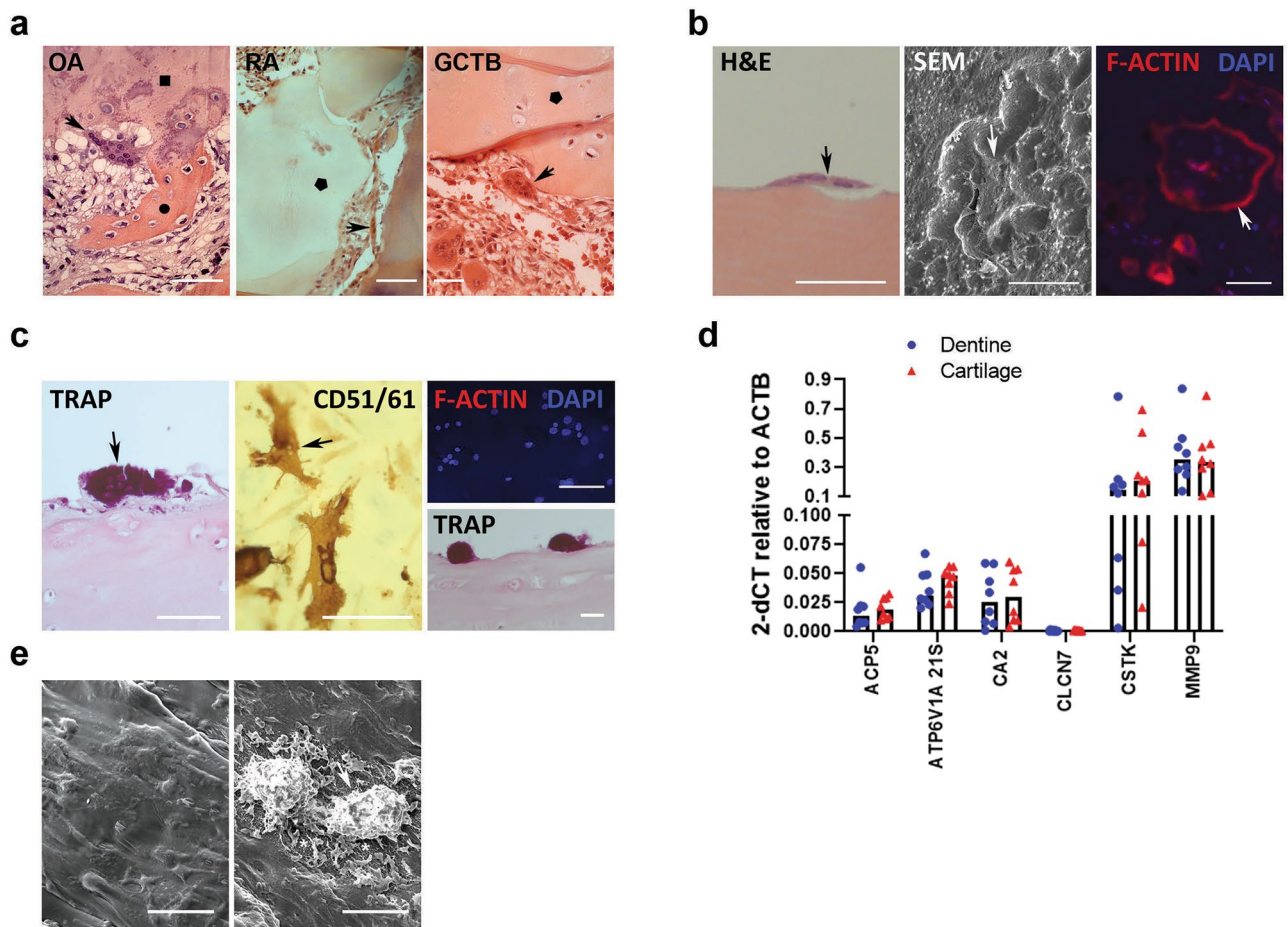 a
OA
RA
GCTB
b
H&E
SEM
F-ACTIN DAPI
c
TRAP
CD51/61
F-ACTIN DAPI
TRAP
d
Dentine
Cartilage
2-dCT relative to ACTB
0.9
0.7
0.5
0.3
0.1
0.100
0.075
0.050
0.025
0.000
ACP5
ATP6V1A 21S
CA2
CLCN7
CSTK
MMP9
e